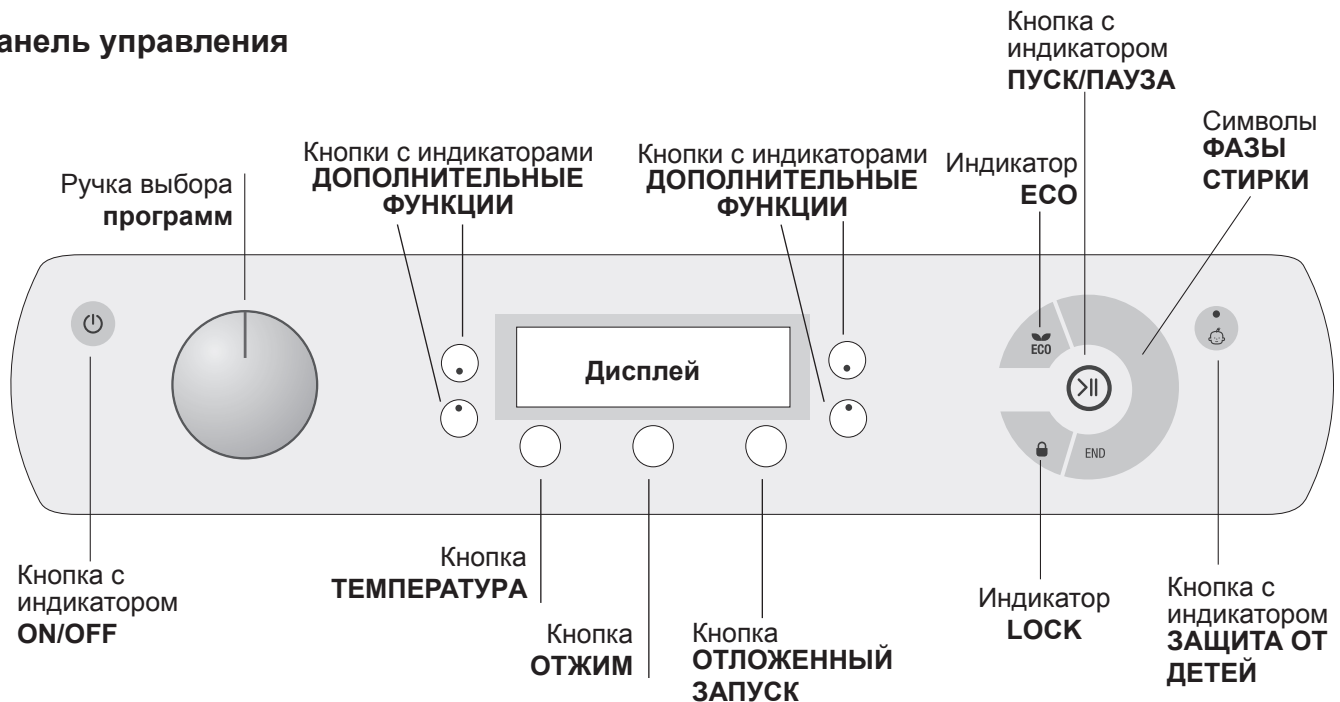 анель управления
Кнопка с
индикатором
ПУСК/ПАУЗА
Символы
ФАЗЫ
СТИРКИ
Кнопки с индикаторами
ДОПОЛНИТЕЛЬНЫЕ
ФУНКЦИИ
Кнопки с индикаторами
ДОПОЛНИТЕЛЬНЫЕ
ФУНКЦИИ
Индикатор
ECO
Ручка выбора
программ
ECO
Дисплей
END
Кнопка с
индикатором
ON/OFF
Кнопка
ТЕМПЕРАТУРА
Кнопка
ОТЖИМ
Кнопка
ОТЛОЖЕННЫЙ
ЗАПУСК
Индикатор
LOCK
Кнопка с
индикатором
ЗАЩИТА ОТ
ДЕТЕЙ